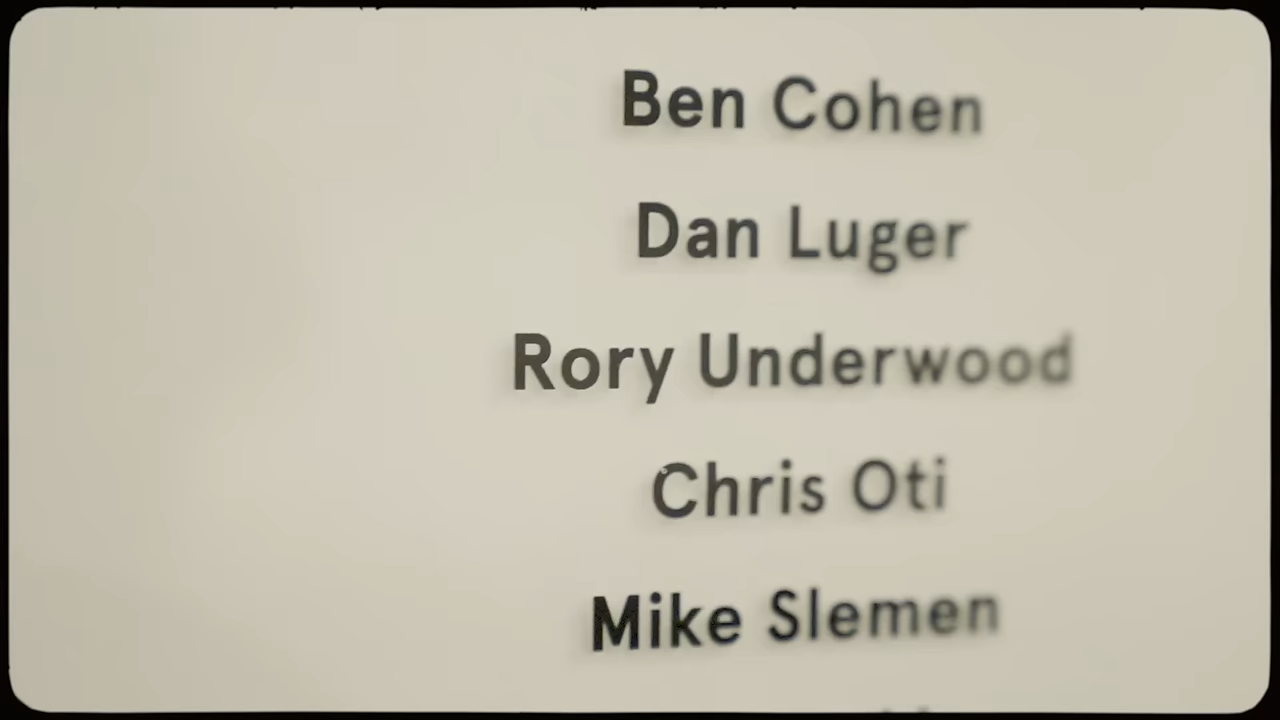 Ben Cohen
Dan Luger
Rory Underwood
Chris Oti
Mike Slemen